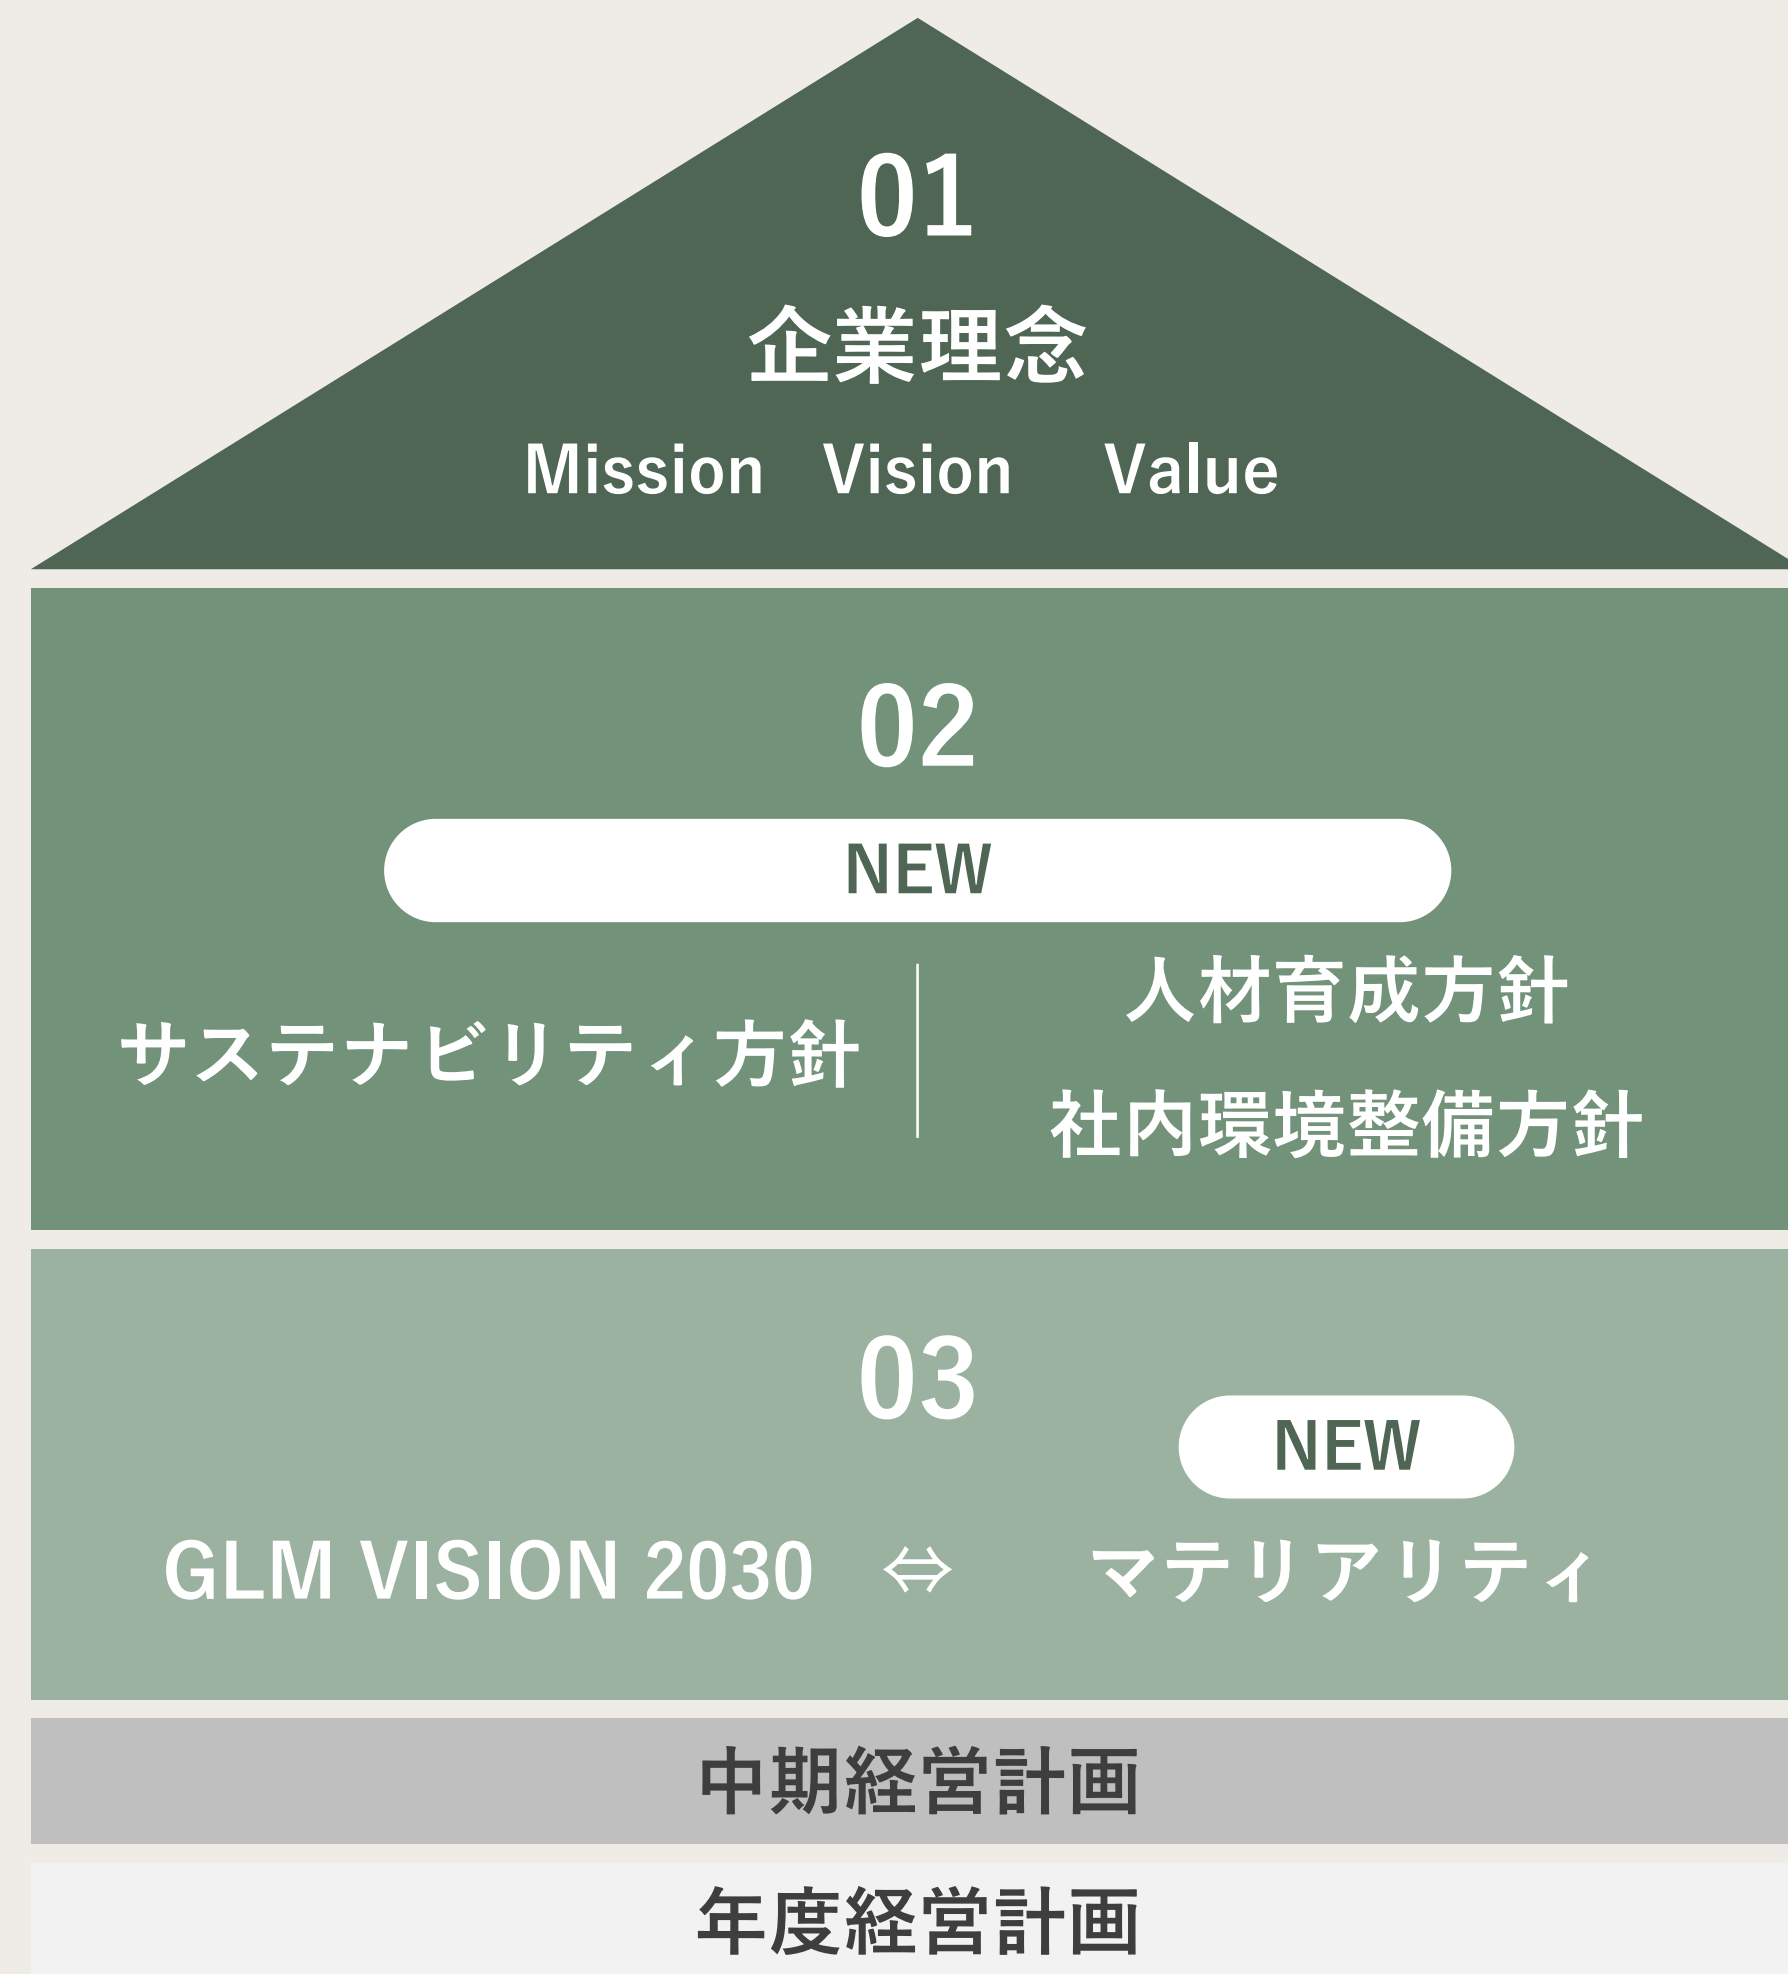 01
企業理念
Mission Vision Value
02
NEW
サステナビリティ方針
人材育成方針
社内環境整備方針
03
NEW
GLM VISION 2030 ⇔ マテリアリティ
中期経営計画
年度経営計画